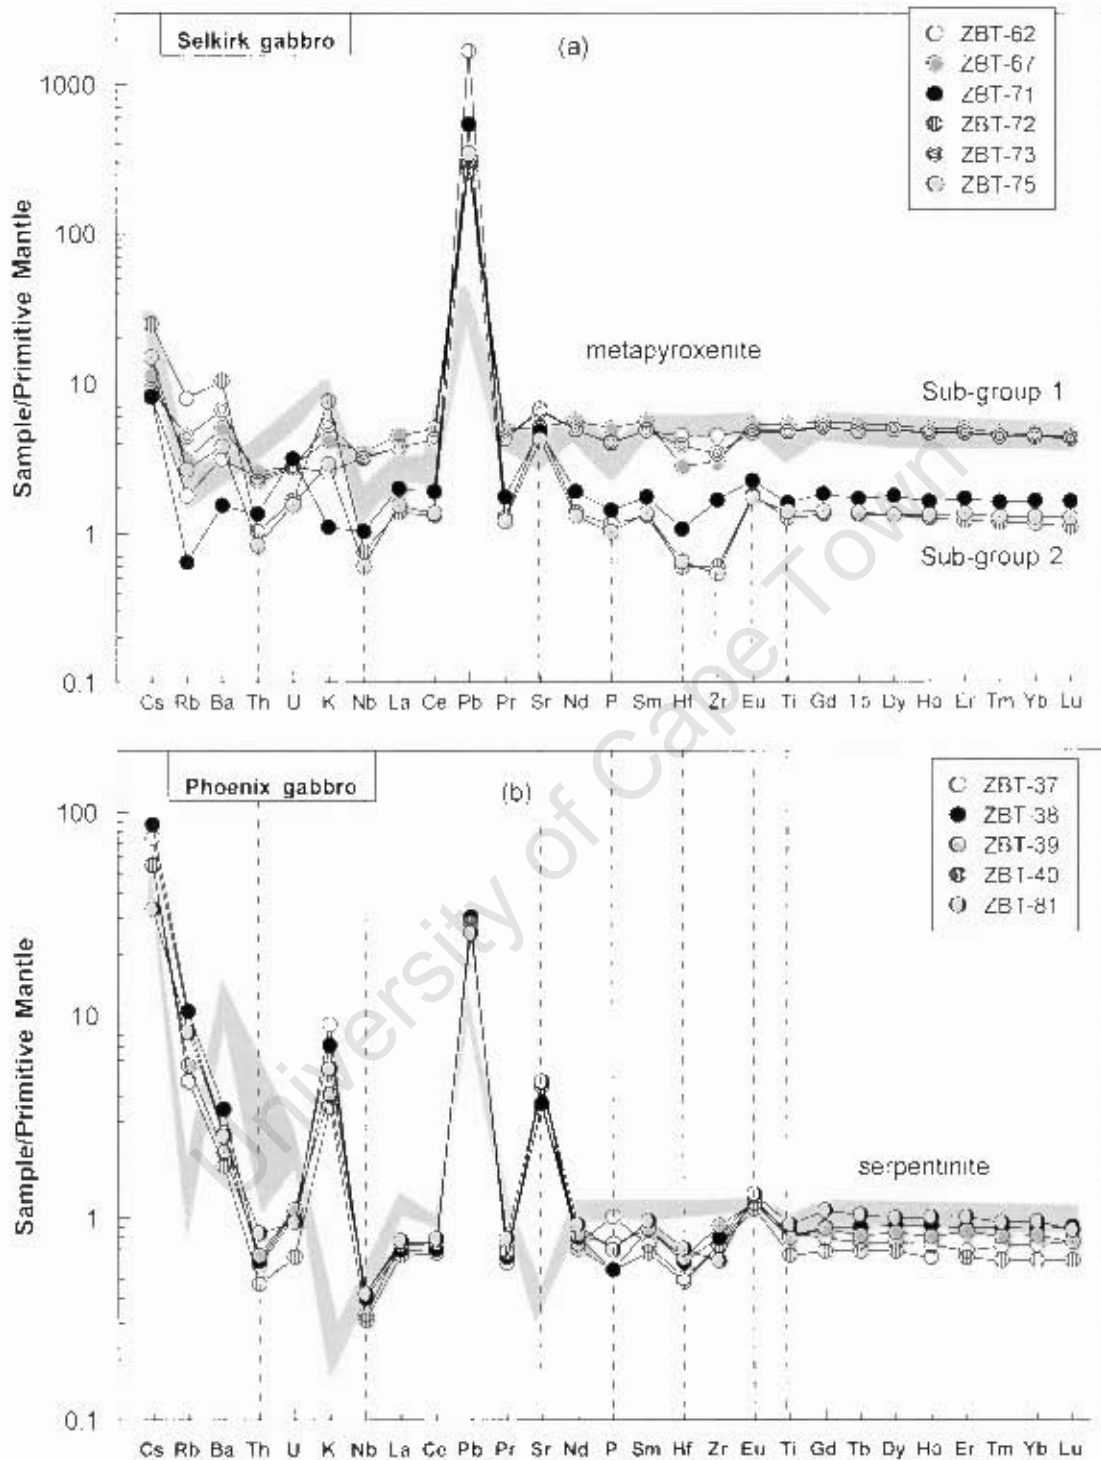 Selkirk gabbro
(a)
ZBT-62
ZBT-67
ZBT-71
ZBT-72
ZBT-73
ZBT-75
1000
100
10
1
0.1
Sample/Primitive Mantle
metapyroxenite
Sub-group 1
Sub-group 2
Cs Rb Ba Th U K Nb La Ce Pb Pr Sr Nd P Sm Hf Zr Eu Ti Gd Tb Dy Ho Er Tm Yb Lu
Phoenix gabbro
(b)
ZBT-37
ZBT-38
ZBT-39
ZBT-40
ZBT-81
100
10
1
0.1
Sample/Primitive Mantle
serpentinite
Cs Rb Ba Th U K Nb La Ce Pb Pr Sr Nd P Sm Hf Zr Eu Ti Gd Tb Dy Ho Er Tm Yb Lu
University of Cape Town